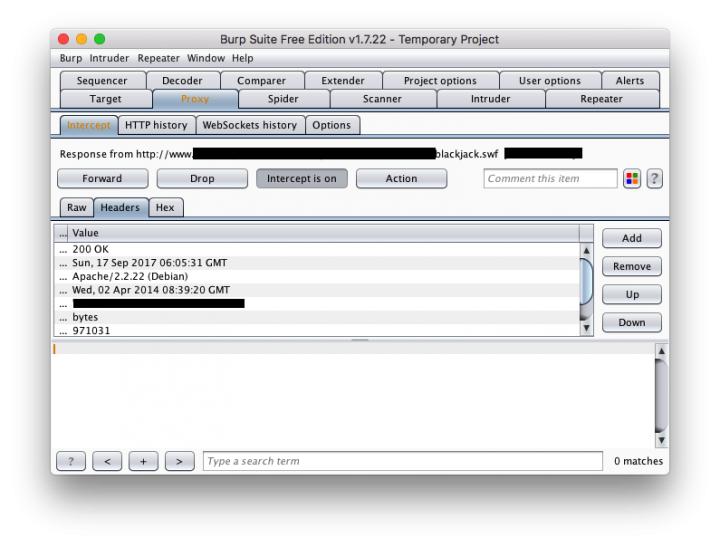 Burp Suite Free Edition v1.7.22 - Temporary Project
Burp Intruder Repeater Window Help
Sequencer Decoder Comparer Extender Project options User options Alerts
Target Proxy Spider Scanner Intruder Repeater
Intercept HTTP history WebSockets history Options
Response from http://www. blackjack.swf
Forward Drop Intercept is on Action Comment this item ?
Raw Headers Hex
... Value
... 200 OK
... Sun, 17 Sep 2017 06:05:31 GMT
... Apache/2.2.22 (Debian)
... Wed, 02 Apr 2014 08:39:20 GMT
...
... bytes
... 971031
Add
Remove
Up
Down
? < + > Type a search term 0 matches